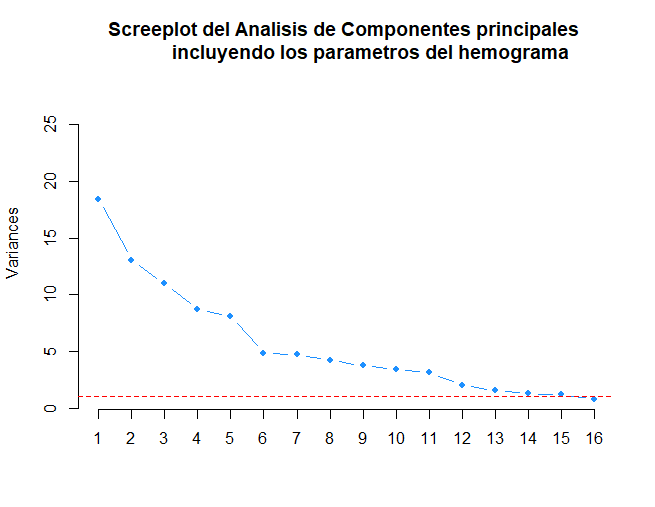 Screeplot del Analisis de Componentes principales
incluyendo los parametros del hemograma
25
20
15
10
5
0
Variances
1 2 3 4 5 6 7 8 9 10 11 12 13 14 15 16